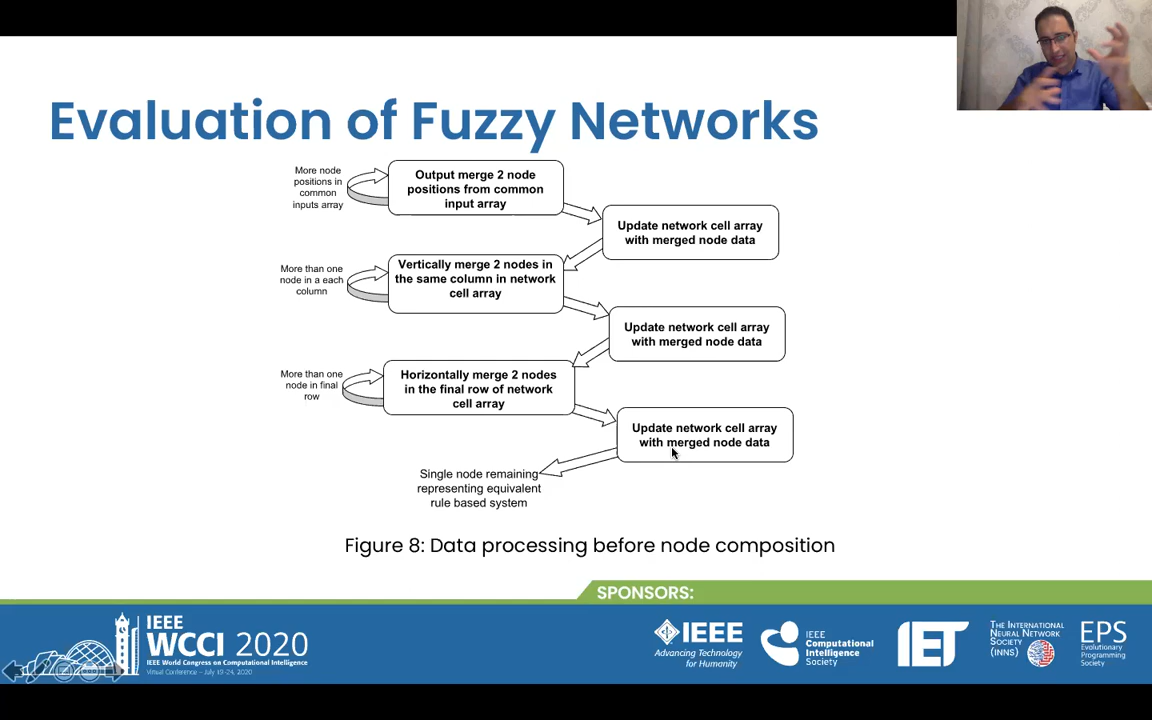 Evaluation of Fuzzy Networks
More node
positions in
common
inputs array
Output merge 2 node
positions from common
input array
Update network cell array
with merged node data
More than one
node in a each
column
Vertically merge 2 nodes in
the same column in network
cell array
Update network cell array
with merged node data
More than one
node in final
row
Horizontally merge 2 nodes
in the final row of network
cell array
Update network cell array
with merged node data
Single node remaining
representing equivalent
rule based system
Figure 8: Data processing before node composition
SPONSORS:
IEEE
WCCI 2020
IEEE World Congress on Computational Intelligence
Virtual Conference – July 19-24, 2020
IEEE
Advancing Technology
for Humanity
IEEE
Computational
Intelligence
Society
IET
THE INTERNATIONAL
NEURAL NETWORK
SOCIETY
(INNS)
EPS
Evolutionary
Programming
Society